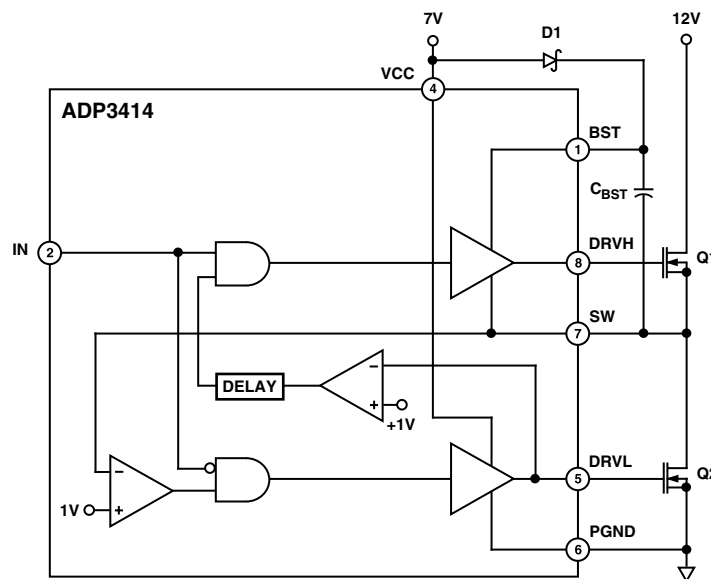 7V
D1
12V
VCC
4
ADP3414
BST
1
CBST
IN
2
DRVH
8
Q1
SW
7
DELAY
−
+
+1V
−
+
1V
DRVL
5
Q2
PGND
6